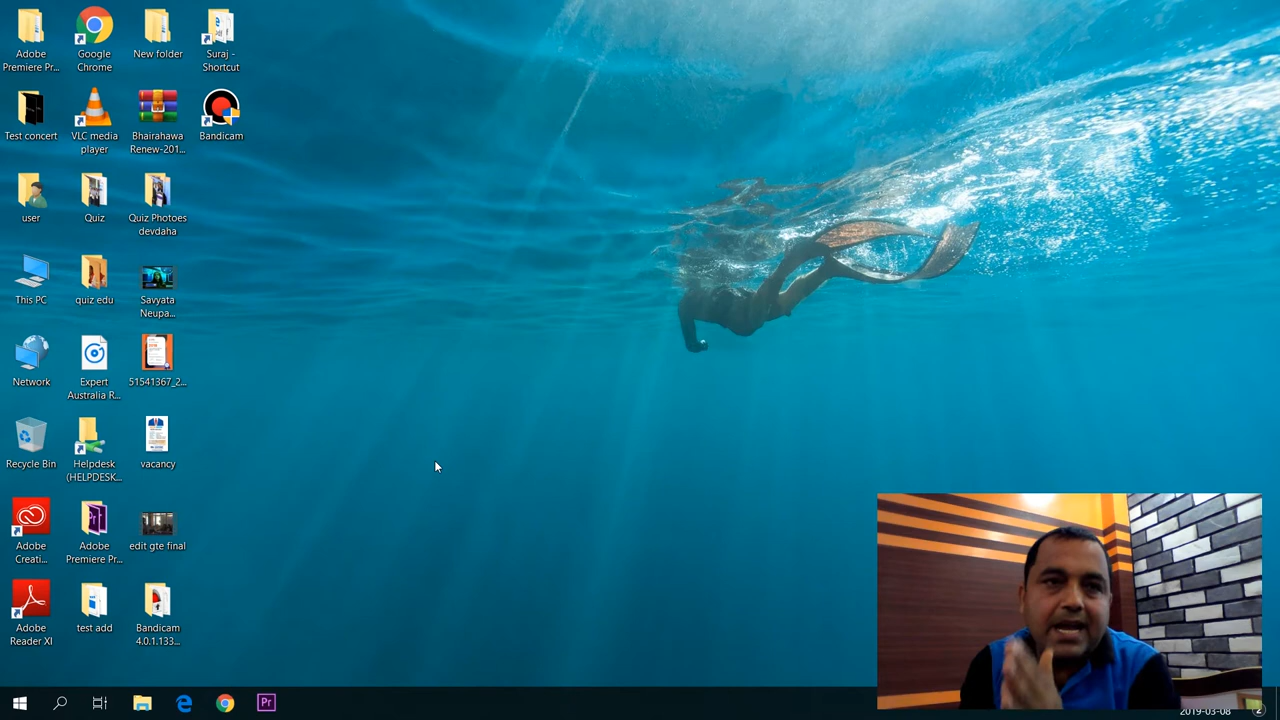 Adobe
Premiere Pr...
Google
Chrome
New folder
Suraj -
Shortcut
Test concert
VLC media
player
Bhairahawa
Renew-201...
Bandicam
user
Quiz
Quiz Photoes
devdaha
This PC
quiz edu
Savyata
Neupa...
Network
Expert
Australia R...
51541367_2...
Recycle Bin
Helpdesk
(HELPDESK...
vacancy
Adobe
Creati...
Adobe
Premiere Pr...
edit gte final
Adobe
Reader XI
test add
Bandicam
4.0.1.133...
Pr
2019-03-08
2